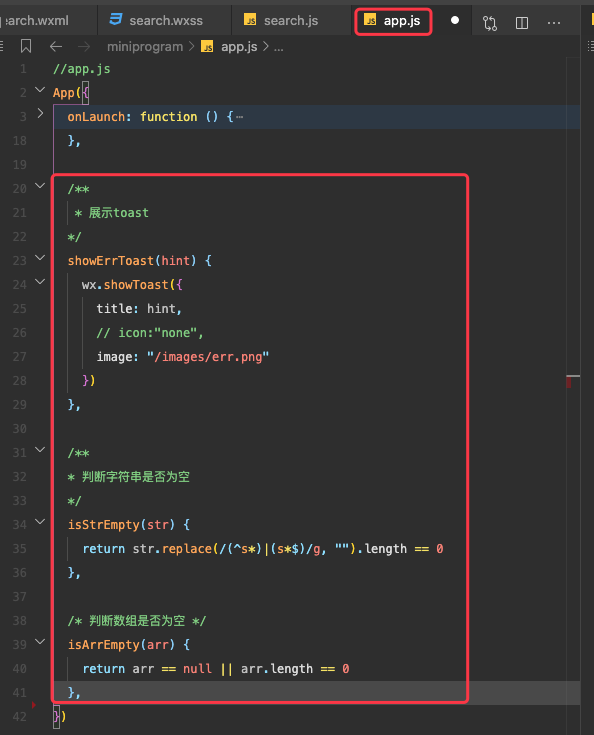 earch.wxml search.wxss JS search.js JS app.js
miniprogram > JS app.js > ...
1 //app.js
2 App({
3 onLaunch: function () {…
18 },
19
20 /**
21 * 展示toast
22 */
23 showErrToast(hint) {
24 wx.showToast({
25 title: hint,
26 // icon:"none",
27 image: "/images/err.png"
28 })
29 },
30
31 /**
32 * 判断字符串是否为空
33 */
34 isStrEmpty(str) {
35 return str.replace(/(^s*)|(s*$)/g, "").length == 0
36 },
37
38 /* 判断数组是否为空 */
39 isArrEmpty(arr) {
40 return arr == null || arr.length == 0
41 },
42 })